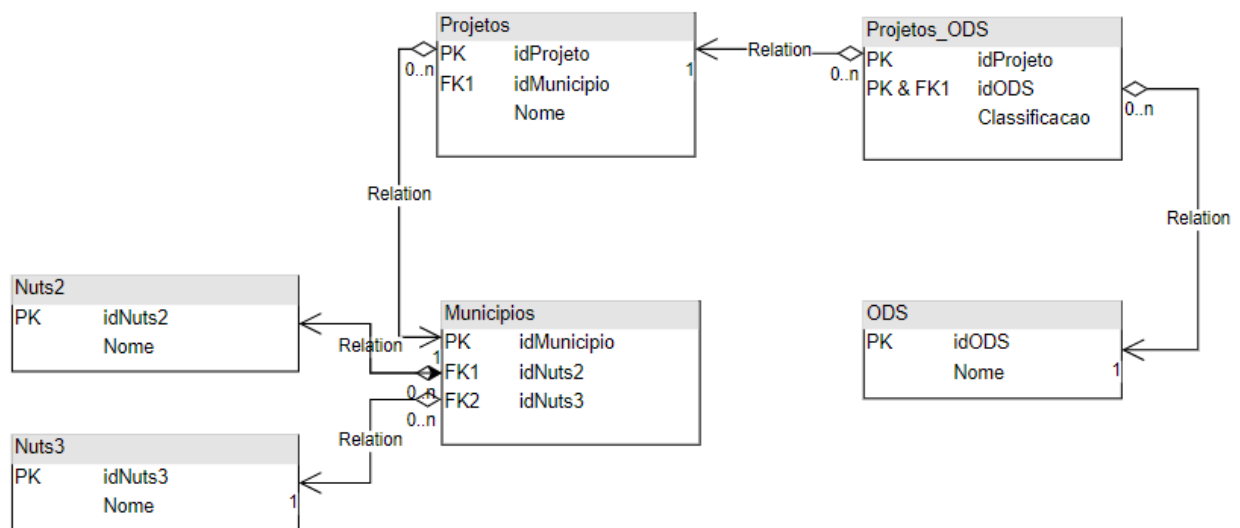 Projetos
PK idProjeto
FK1 idMunicipio
Nome
0..n
1
Relation
Projetos_ODS
PK idProjeto
PK & FK1 idODS
Classificacao
0..n
0..n
Relation
Relation
Nuts2
PK idNuts2
Nome
Relation
1
0..n
0..n
Municipios
PK idMunicipio
FK1 idNuts2
FK2 idNuts3
ODS
PK idODS
Nome
1
Nuts3
PK idNuts3
Nome
1
Relation